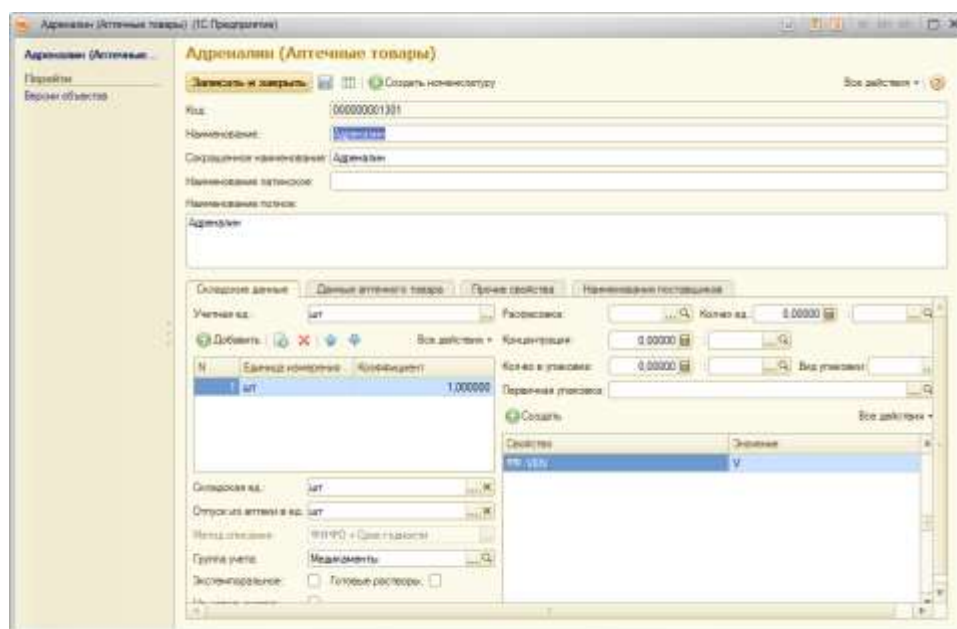 Адреналин (Аптечные товары) (1С:Предприятие)
Адреналин (Аптечные ...
Перейти
Версии объектов
Адреналин (Аптечные товары)
Записать и закрыть
Создать номенклатуру
Все действия
Код:
000000001301
Наименование:
Адреналин
Сокращенное наименование:
Адреналин
Наименование латинское:
Наименование полное:
Адреналин
Складские данные
Данные аптечного товара
Прочие свойства
Наименования поставщиков
Учетная ед.:
шт
Фасовка:
Кол-во ед.:
0,00000
Добавить
Все действия
Концентрация:
0,00000
N
Единица измерения
Коэффициент
1
шт
1,000000
Кол-во в упаковке:
0,00000
Вид упаковки:
Первичная упаковка:
Создать
Все действия
Свойство
Значение
VEN
V
Складская ед.:
шт
Отпуск из аптеки в ед.:
шт
Метод списания:
ФИФО + Срок годности
Группа учета:
Медикаменты
Экстемпоральное:
Готовые растворы: